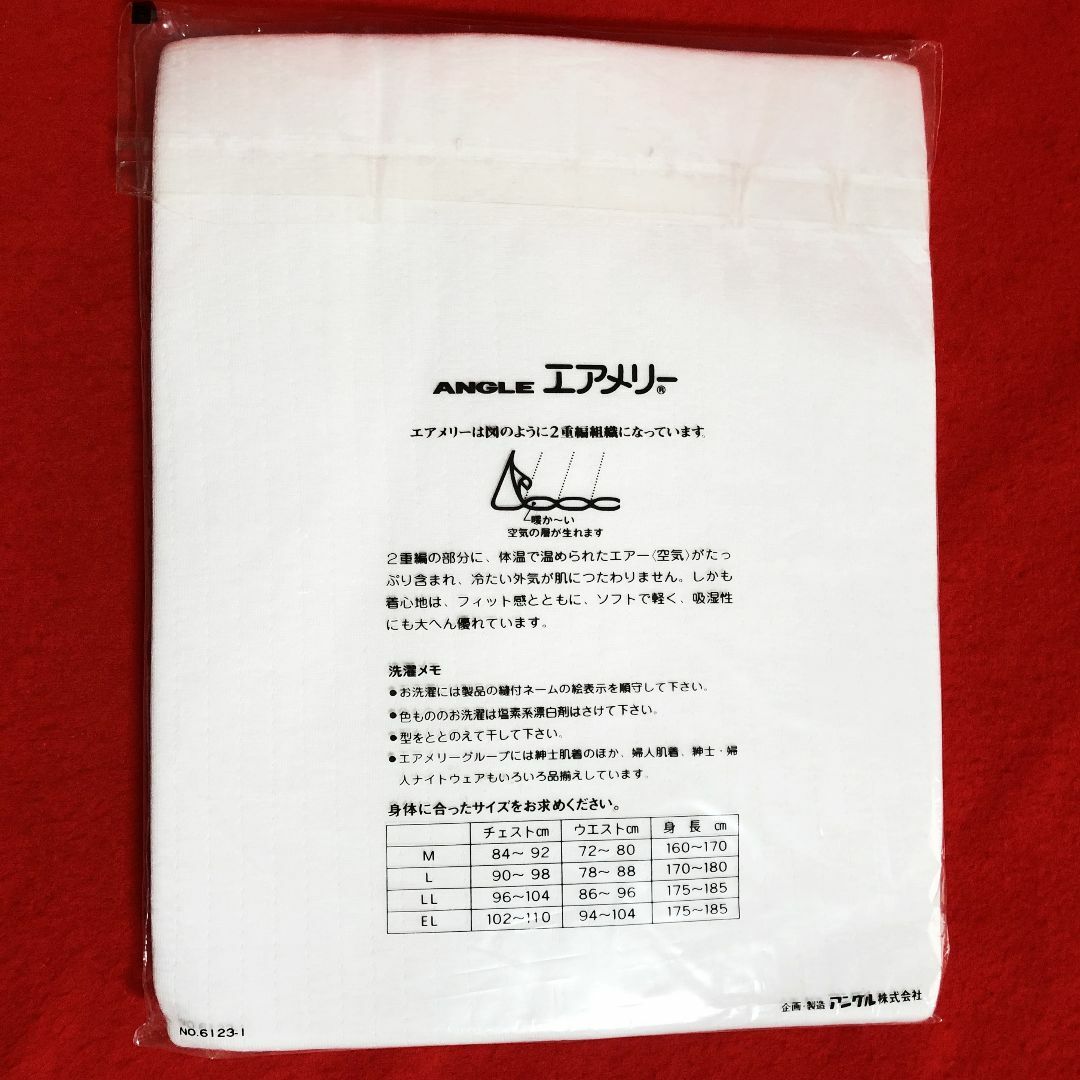 ANGLE エアメリー®
エアメリーは図のように2重編組織になっています。
暖か〜い
空気の層が生れます
2重編の部分に、体温で温められたエアー〈空気〉がたっ
ぷり含まれ、冷たい外気が肌につたわりません。しかも
着心地は、フィット感とともに、ソフトで軽く、吸湿性
にも大へん優れています。
洗濯メモ
●お洗濯には製品の縫付ネームの絵表示を順守して下さい。
●色もののお洗濯は塩素系漂白剤はさけて下さい。
●型をととのえて干して下さい。
●エアメリーグループには紳士肌着のほか、婦人肌着、紳士・婦
人ナイトウェアもいろいろ品揃えしています。
身体に合ったサイズをお求めください。
チェスト㎝ ウエスト㎝ 身長 ㎝
M 84〜92 72〜80 160〜170
L 90〜98 78〜88 170〜180
LL 96〜104 86〜96 175〜185
EL 102〜110 94〜104 175〜185
企画・製造 アングル株式会社
NO.6123-1